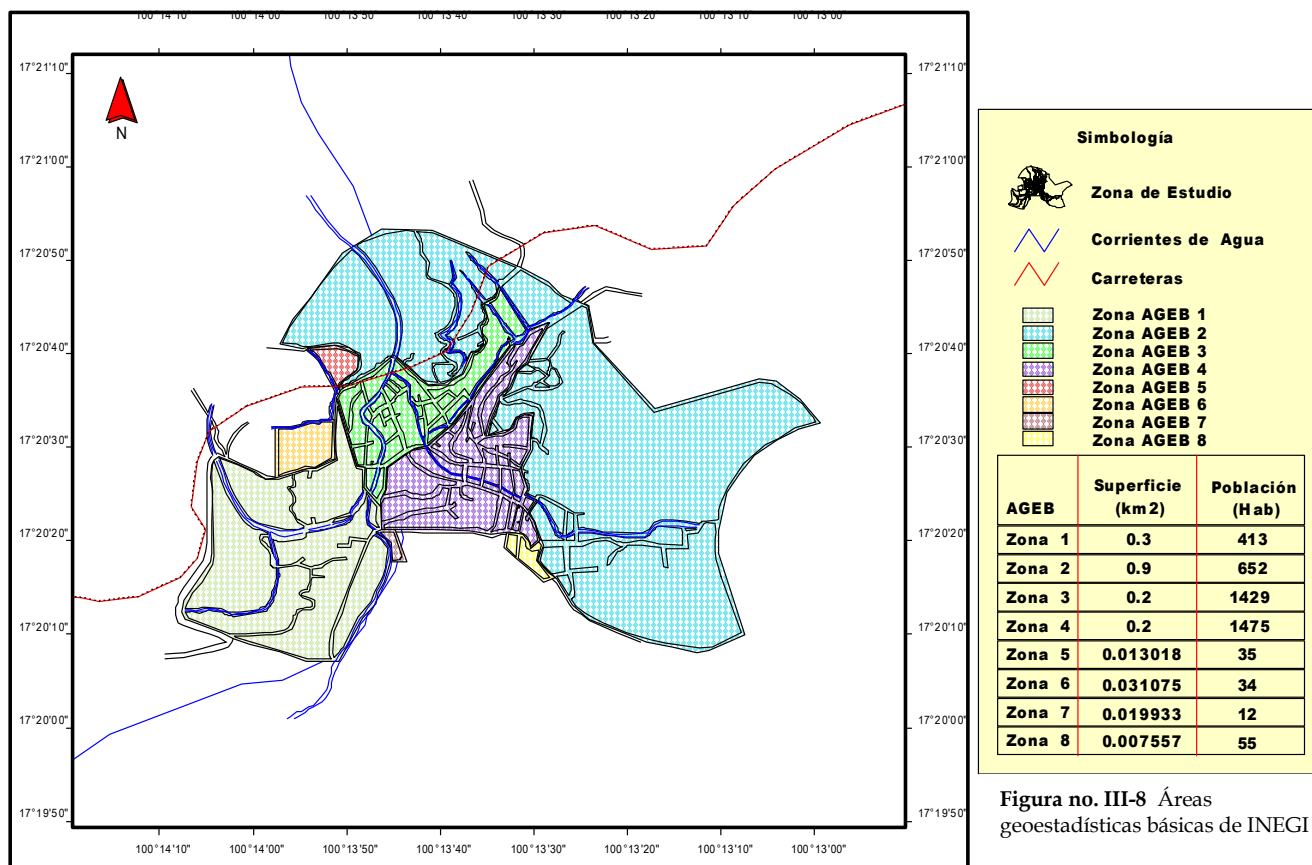 100°14'10" 100°14'00" 100°13'50" 100°13'40" 100°13'30" 100°13'20" 100°13'10" 100°13'00"
17°21'10" 17°21'10"
N
17°21'00" 17°21'00"
17°20'50" 17°20'50"
17°20'40" 17°20'40"
17°20'30" 17°20'30"
17°20'20" 17°20'20"
17°20'10" 17°20'10"
17°20'00" 17°20'00"
17°19'50" 17°19'50"
100°14'10" 100°14'00" 100°13'50" 100°13'40" 100°13'30" 100°13'20" 100°13'10" 100°13'00"
Simbología
Zona de Estudio
Corrientes de Agua
Carreteras
Zona AGEB 1
Zona AGEB 2
Zona AGEB 3
Zona AGEB 4
Zona AGEB 5
Zona AGEB 6
Zona AGEB 7
Zona AGEB 8
AGEB Superficie (km2) Población (Hab)
Zona 1 0.3 413
Zona 2 0.9 652
Zona 3 0.2 1429
Zona 4 0.2 1475
Zona 5 0.013018 35
Zona 6 0.031075 34
Zona 7 0.019933 12
Zona 8 0.007557 55
Figura no. III-8 Áreas
geoestadísticas básicas de INEGI